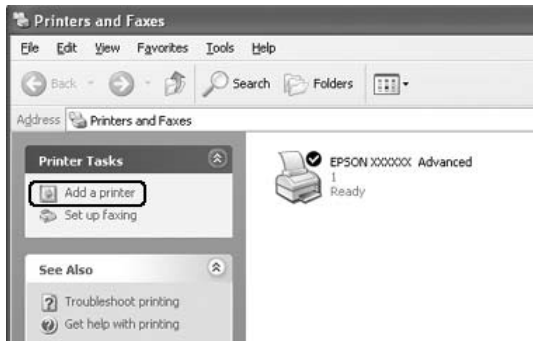 Printers and Faxes
File Edit View Favorites Tools Help
Back Search Folders
Address Printers and Faxes
Printer Tasks
Add a printer
Set up faxing
See Also
Troubleshoot printing
Get help with printing
EPSON XXXXXX Advanced
1
Ready